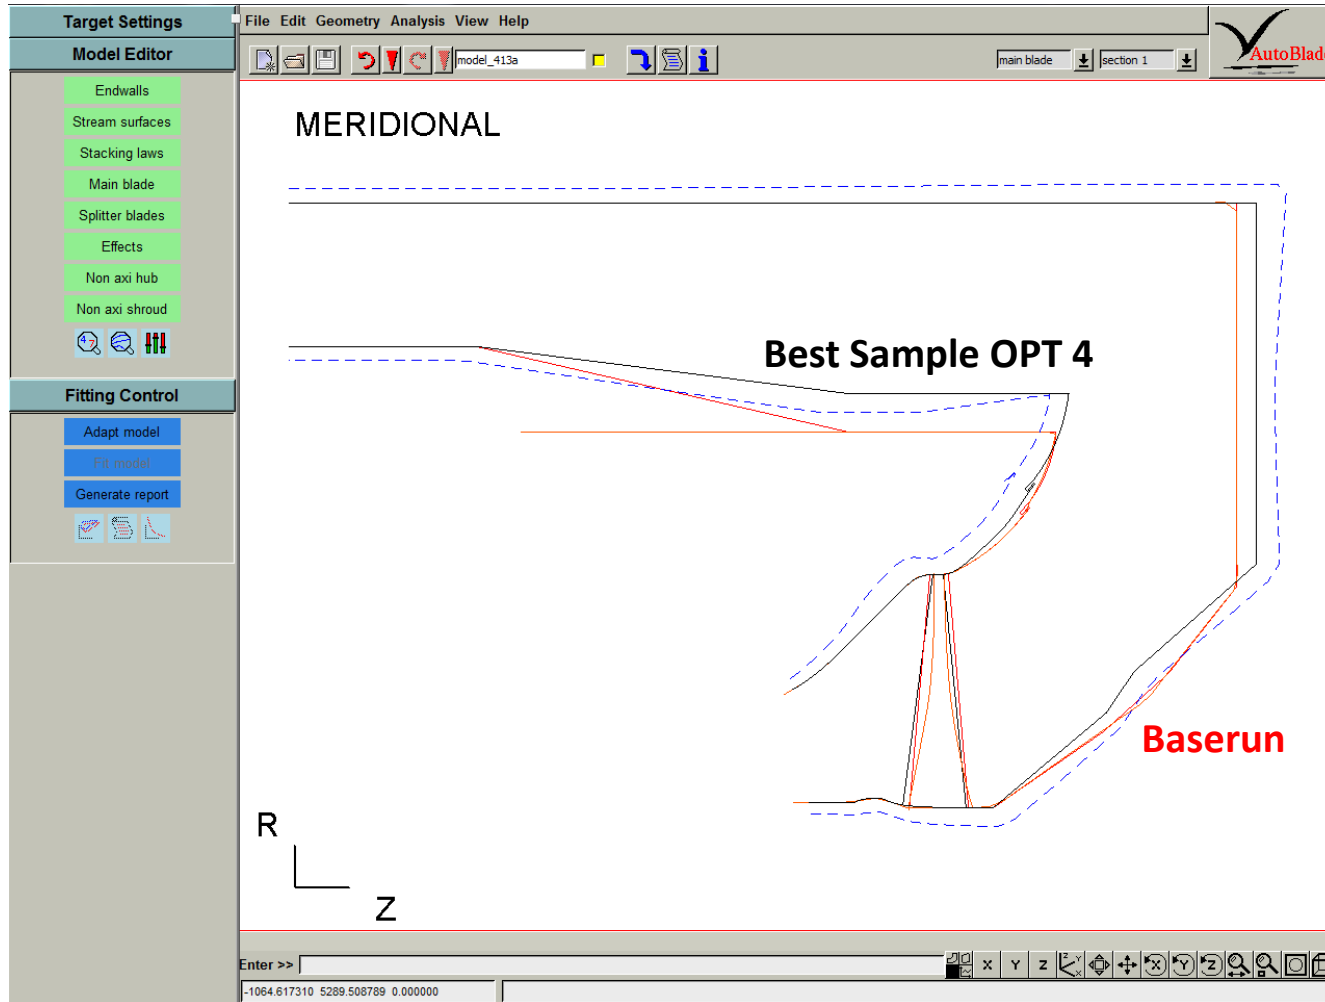 Target Settings
Model Editor
Endwalls
Stream surfaces
Stacking laws
Main blade
Splitter blades
Effects
Non axi hub
Non axi shroud
Fitting Control
Adapt model
Fit model
Generate report
File Edit Geometry Analysis View Help
model_413a
main blade section 1
AutoBlade
MERIDIONAL
Best Sample OPT 4
Baserun
R
Z
Enter >>
X Y Z
-1064.617310 5289.508789 0.000000